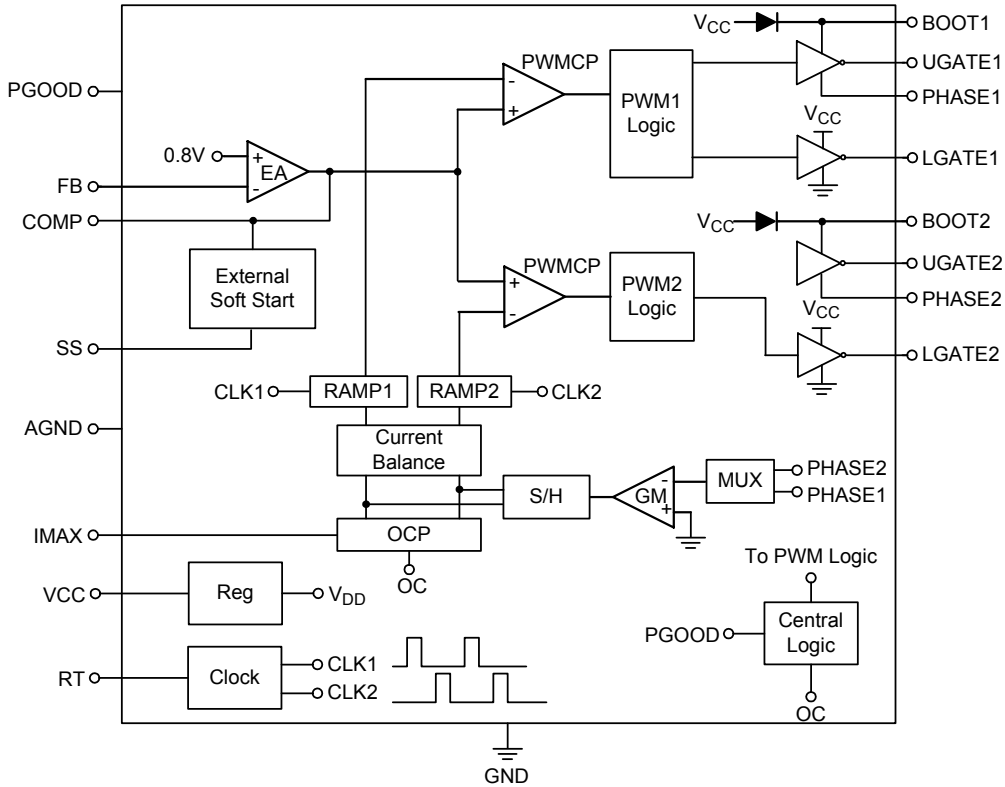 VCC
BOOT1
PWMCP
UGATE1
PGOOD
-
+
PWM1
Logic
PHASE1
VCC
0.8V
+
EA
-
LGATE1
FB
COMP
VCC
BOOT2
External
Soft Start
PWMCP
+
-
PWM2
Logic
UGATE2
PHASE2
VCC
SS
LGATE2
CLK1
RAMP1
RAMP2
CLK2
AGND
Current
Balance
S/H
-
GM
+
MUX
PHASE2
PHASE1
IMAX
OCP
OC
To PWM Logic
VCC
Reg
VDD
PGOOD
Central
Logic
RT
Clock
CLK1
CLK2
OC
GND